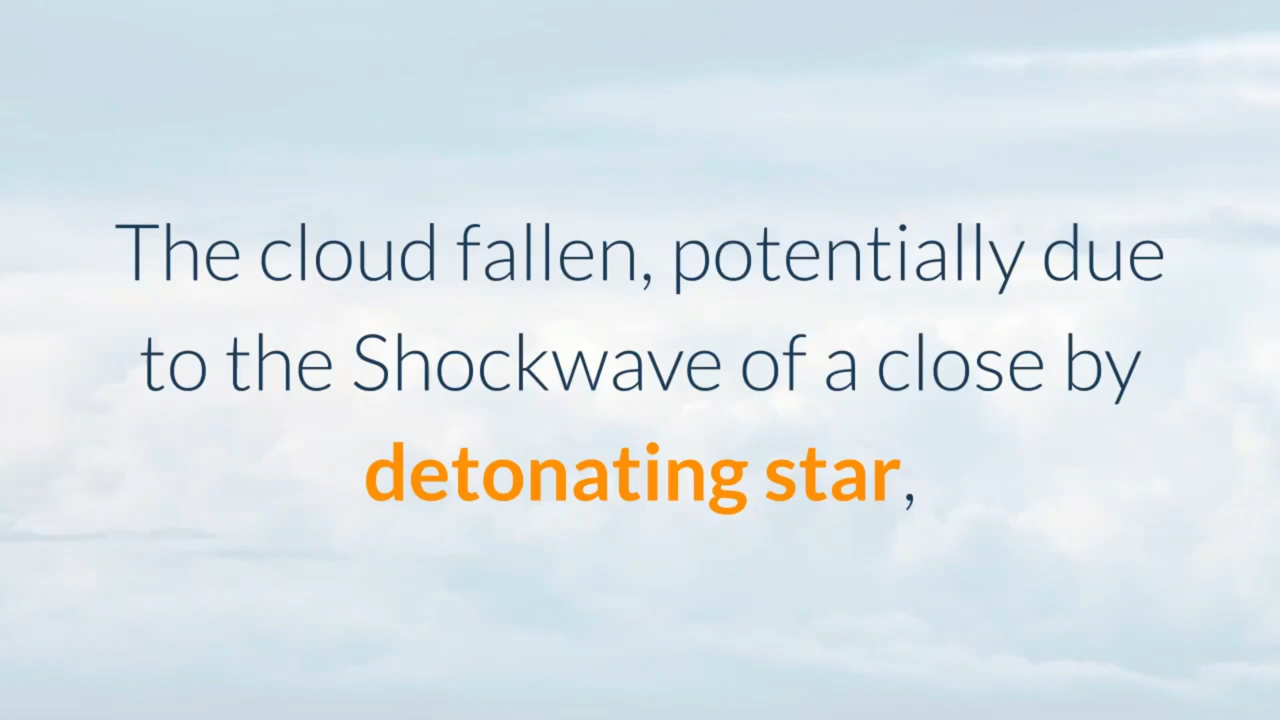 The cloud fallen, potentially due
to the Shockwave of a close by
detonating star,